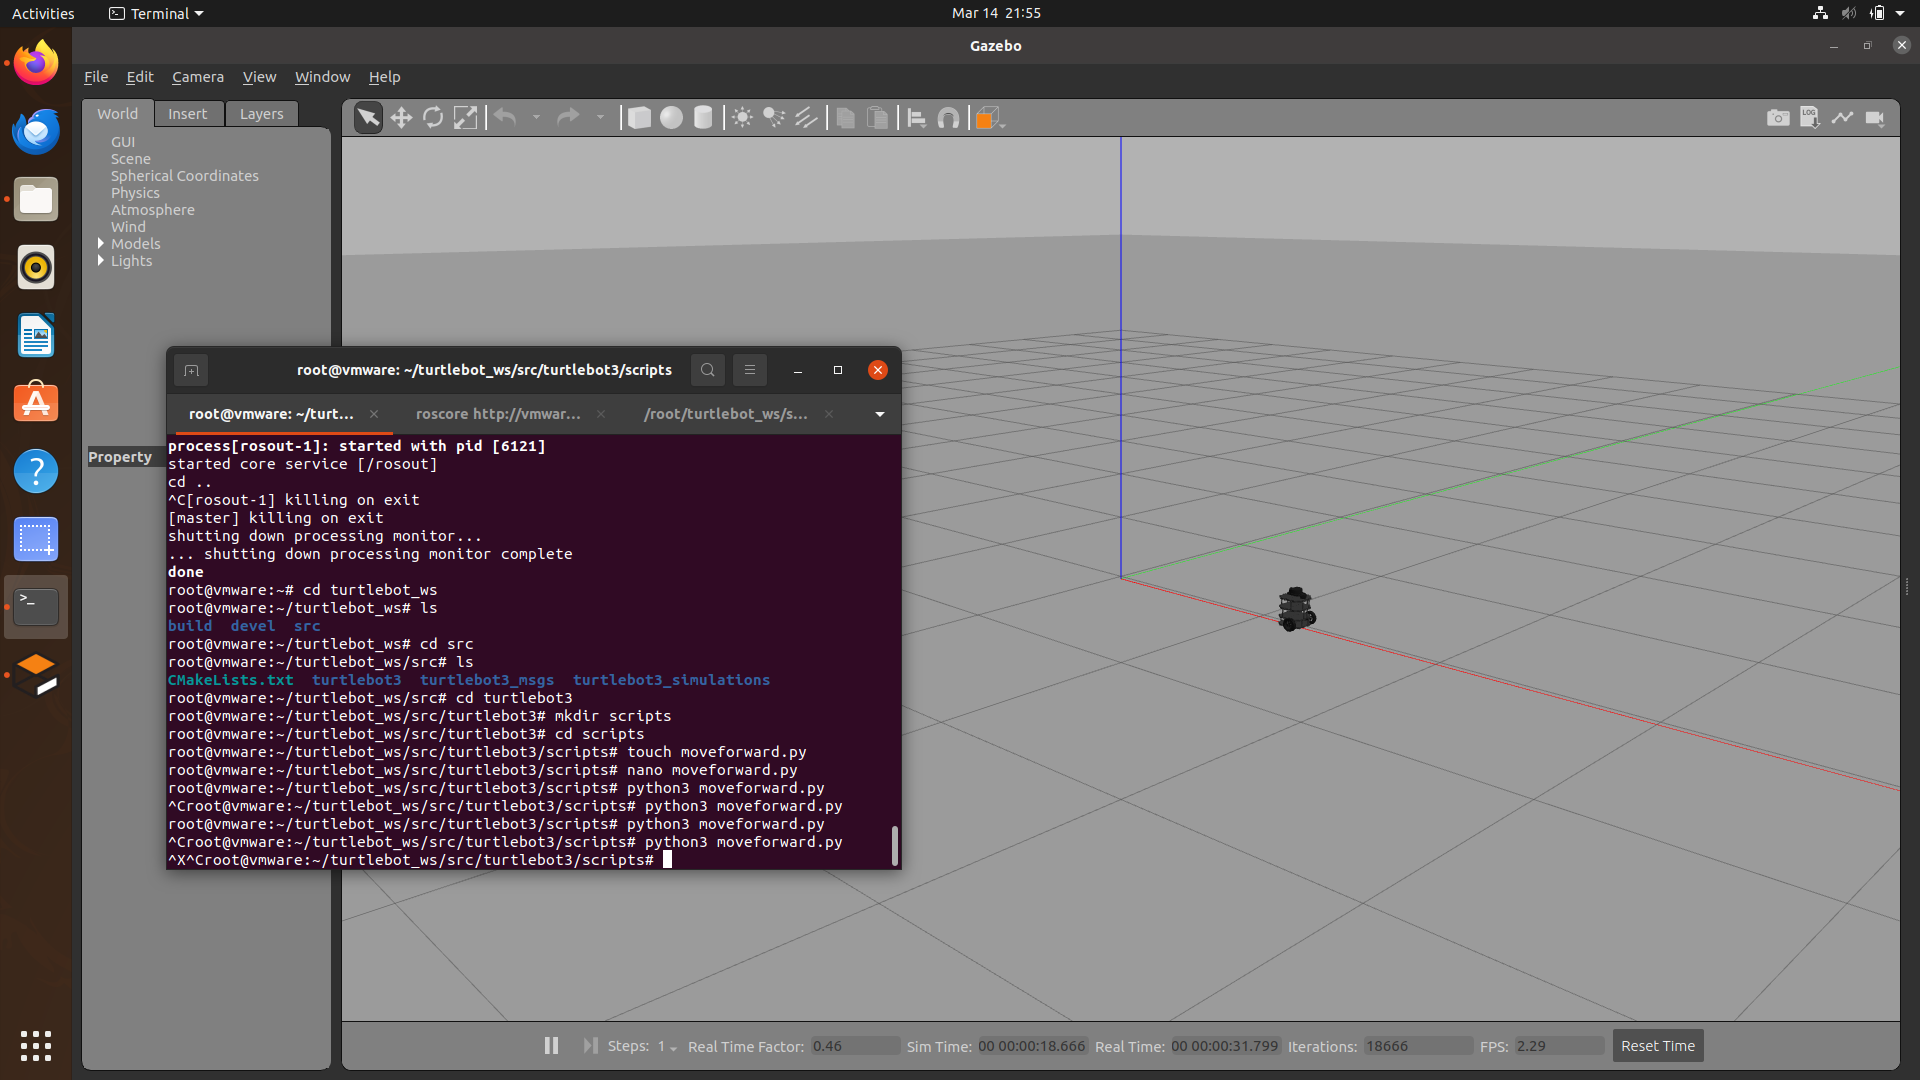 Activities
Terminal
Mar 14 21:55
Gazebo
File Edit Camera View Window Help
World Insert Layers
LOG
GUI
Scene
Spherical Coordinates
Physics
Atmosphere
Wind
Models
Lights
Property
root@vmware: ~/turtlebot_ws/src/turtlebot3/scripts
root@vmware: ~/turt... roscore http://vmwar... /root/turtlebot_ws/s...
process[rosout-1]: started with pid [6121]
started core service [/rosout]
cd ..
^C[rosout-1] killing on exit
[master] killing on exit
shutting down processing monitor...
... shutting down processing monitor complete
done
root@vmware:~# cd turtlebot_ws
root@vmware:~/turtlebot_ws# ls
build devel src
root@vmware:~/turtlebot_ws# cd src
root@vmware:~/turtlebot_ws/src# ls
CMakeLists.txt turtlebot3 turtlebot3_msgs turtlebot3_simulations
root@vmware:~/turtlebot_ws/src# cd turtlebot3
root@vmware:~/turtlebot_ws/src/turtlebot3# mkdir scripts
root@vmware:~/turtlebot_ws/src/turtlebot3# cd scripts
root@vmware:~/turtlebot_ws/src/turtlebot3/scripts# touch moveforward.py
root@vmware:~/turtlebot_ws/src/turtlebot3/scripts# nano moveforward.py
root@vmware:~/turtlebot_ws/src/turtlebot3/scripts# python3 moveforward.py
^Croot@vmware:~/turtlebot_ws/src/turtlebot3/scripts# python3 moveforward.py
root@vmware:~/turtlebot_ws/src/turtlebot3/scripts# python3 moveforward.py
^Croot@vmware:~/turtlebot_ws/src/turtlebot3/scripts# python3 moveforward.py
^X^Croot@vmware:~/turtlebot_ws/src/turtlebot3/scripts#
Steps: 1 Real Time Factor: 0.46 Sim Time: 00 00:00:18.666 Real Time: 00 00:00:31.799 Iterations: 18666 FPS: 2.29 Reset Time